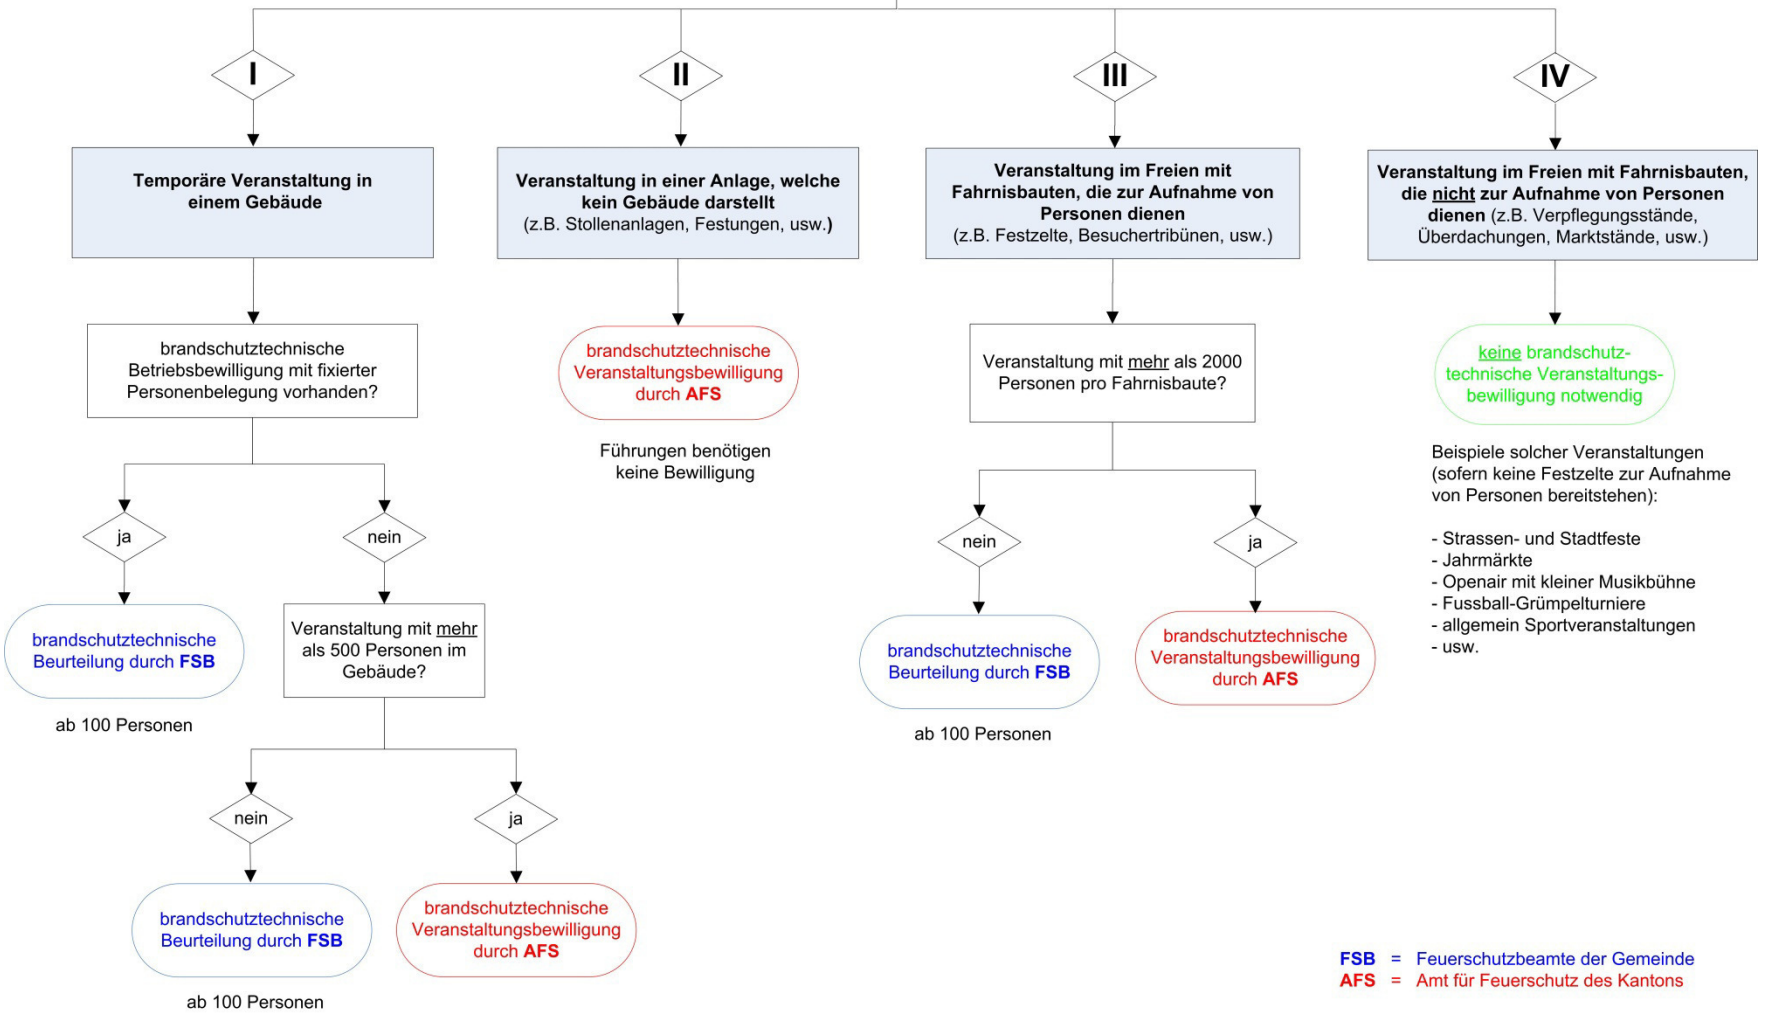 I
II
III
IV
Temporäre Veranstaltung in
einem Gebäude
Veranstaltung in einer Anlage, welche
kein Gebäude darstellt
(z.B. Stollenanlagen, Festungen, usw.)
Veranstaltung im Freien mit
Fahrnisbauten, die zur Aufnahme von
Personen dienen
(z.B. Festzelte, Besuchertribünen, usw.)
Veranstaltung im Freien mit Fahrnisbauten,
die nicht zur Aufnahme von Personen
dienen (z.B. Verpflegungsstände,
Überdachungen, Marktstände, usw.)
brandschutztechnische
Betriebsbewilligung mit fixierter
Personenbelegung vorhanden?
brandschutztechnische
Veranstaltungsbewilligung
durch AFS
Führungen benötigen
keine Bewilligung
Veranstaltung mit mehr als 2000
Personen pro Fahrnisbaute?
keine brandschutz-
technische Veranstaltungs-
bewilligung notwendig
Beispiele solcher Veranstaltungen
(sofern keine Festzelte zur Aufnahme
von Personen bereitstehen):
- Strassen- und Stadtfeste
- Jahrmärkte
- Openair mit kleiner Musikbühne
- Fussball-Grümpelturniere
- allgemein Sportveranstaltungen
- usw.
ja
nein
nein
ja
brandschutztechnische
Beurteilung durch FSB
ab 100 Personen
Veranstaltung mit mehr
als 500 Personen im
Gebäude?
brandschutztechnische
Beurteilung durch FSB
ab 100 Personen
brandschutztechnische
Veranstaltungsbewilligung
durch AFS
nein
ja
brandschutztechnische
Beurteilung durch FSB
ab 100 Personen
brandschutztechnische
Veranstaltungsbewilligung
durch AFS
FSB = Feuerschutzbeamte der Gemeinde
AFS = Amt für Feuerschutz des Kantons